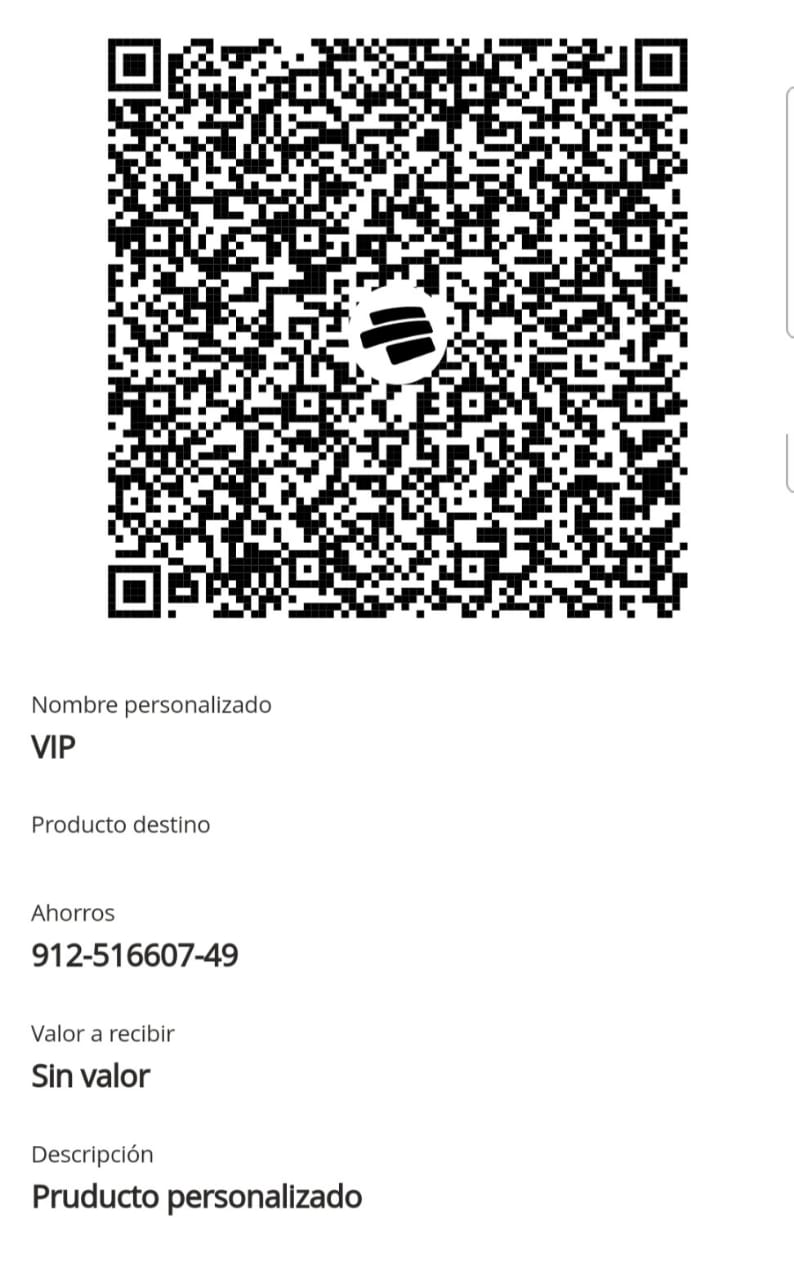 Nombre personalizado
VIP
Producto destino
Ahorros
912-516607-49
Valor a recibir
Sin valor
Descripción
Pruducto personalizado